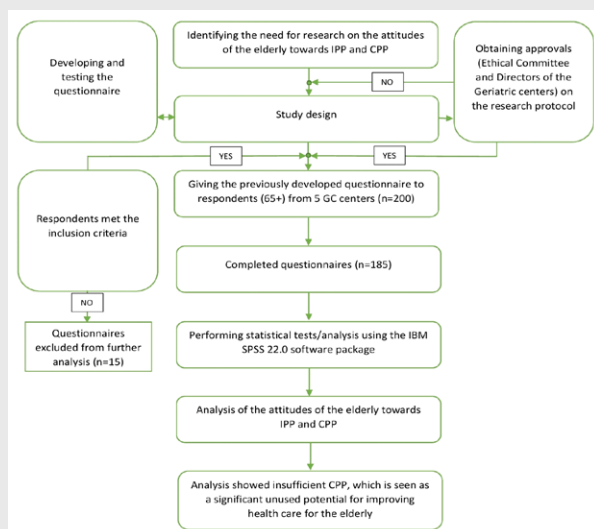 Identifying the need for research on the attitudes
of the elderly towards IPP and CPP
Developing and
testing the
questionnaire
Obtaining approvals
(Ethical Committee
and Directors of the
Geriatric centers) on
the research protocol
NO
Study design
YES
YES
Giving the previously developed questionnaire to
respondents (65+) from 5 GC centers (n=200)
Respondents met the
inclusion criteria
Completed questionnaires (n=185)
NO
Questionnaires
excluded from further
analysis (n=15)
Performing statistical tests/analysis using the IBM
SPSS 22.0 software package
Analysis of the attitudes of the elderly towards
IPP and CPP
Analysis showed insufficient CPP, which is seen as
a significant unused potential for improving
health care for the elderly